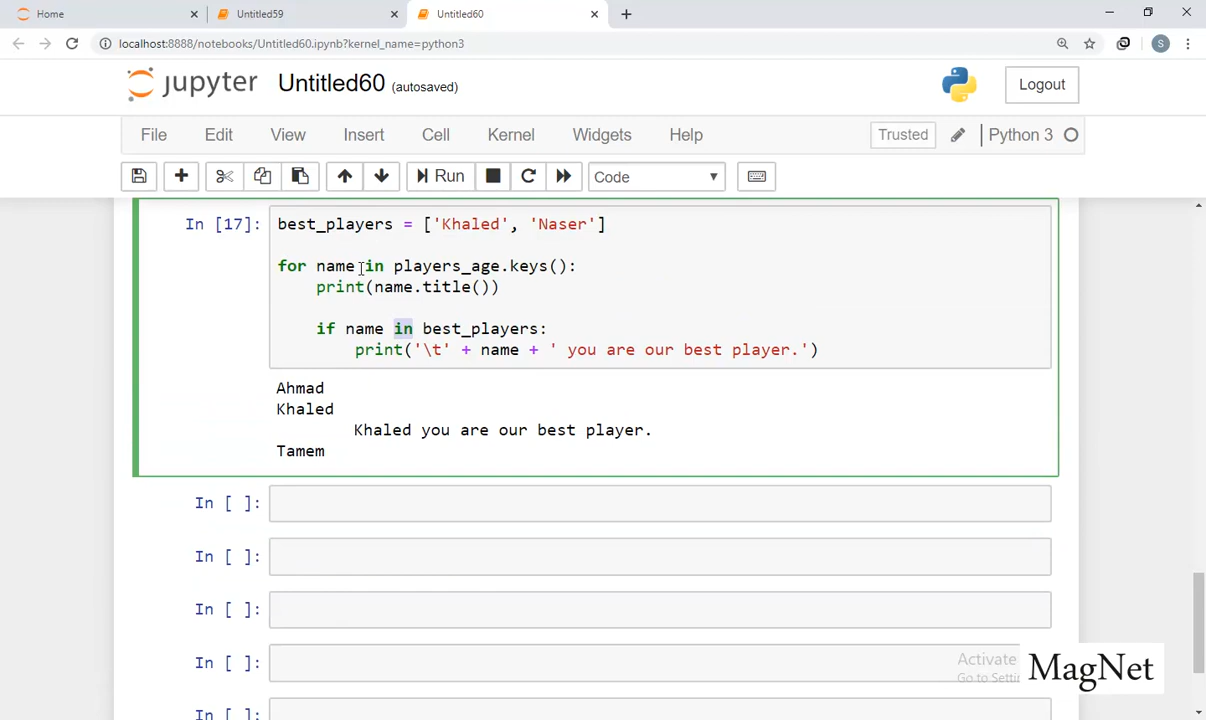 Home
Untitled59
Untitled60
localhost:8888/notebooks/Untitled60.ipynb?kernel_name=python3
S
jupyter Untitled60 (autosaved)
Logout
File Edit View Insert Cell Kernel Widgets Help
Trusted
Python 3
Run
Code
In [17]:
best_players = ['Khaled', 'Naser']
for name in players_age.keys():
print(name.title())
if name in best_players:
print('\t' + name + ' you are our best player.')
Ahmad
Khaled
Khaled you are our best player.
Tamem
In [ ]:
In [ ]:
In [ ]:
In [ ]:
In [ ]:
Activate
Go to Setti
MagNet